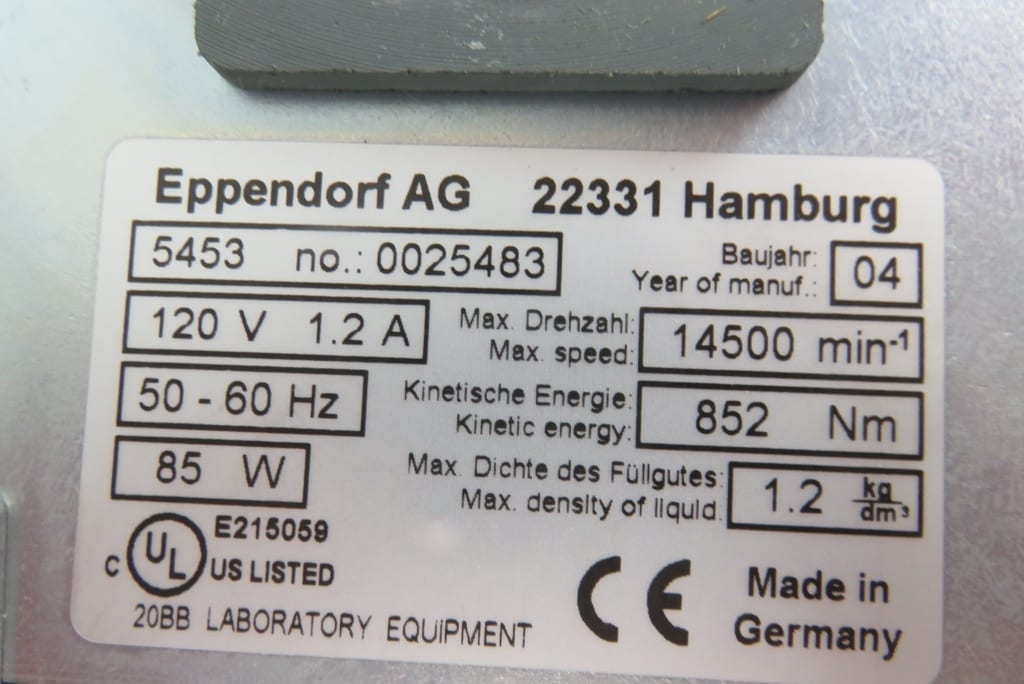 Eppendorf AG 22331 Hamburg
5453 no.: 0025483
Baujahr:
Year of manuf.: 04
120 V 1.2 A
Max. Drehzahl:
Max. speed: 14500 min⁻¹
50 - 60 Hz
Kinetische Energie:
Kinetic energy: 852 Nm
85 W
Max. Dichte des Füllgutes:
Max. density of liquid: 1.2 kg/dm³
E215059
C UL US LISTED
20BB LABORATORY EQUIPMENT
CE
Made in
Germany